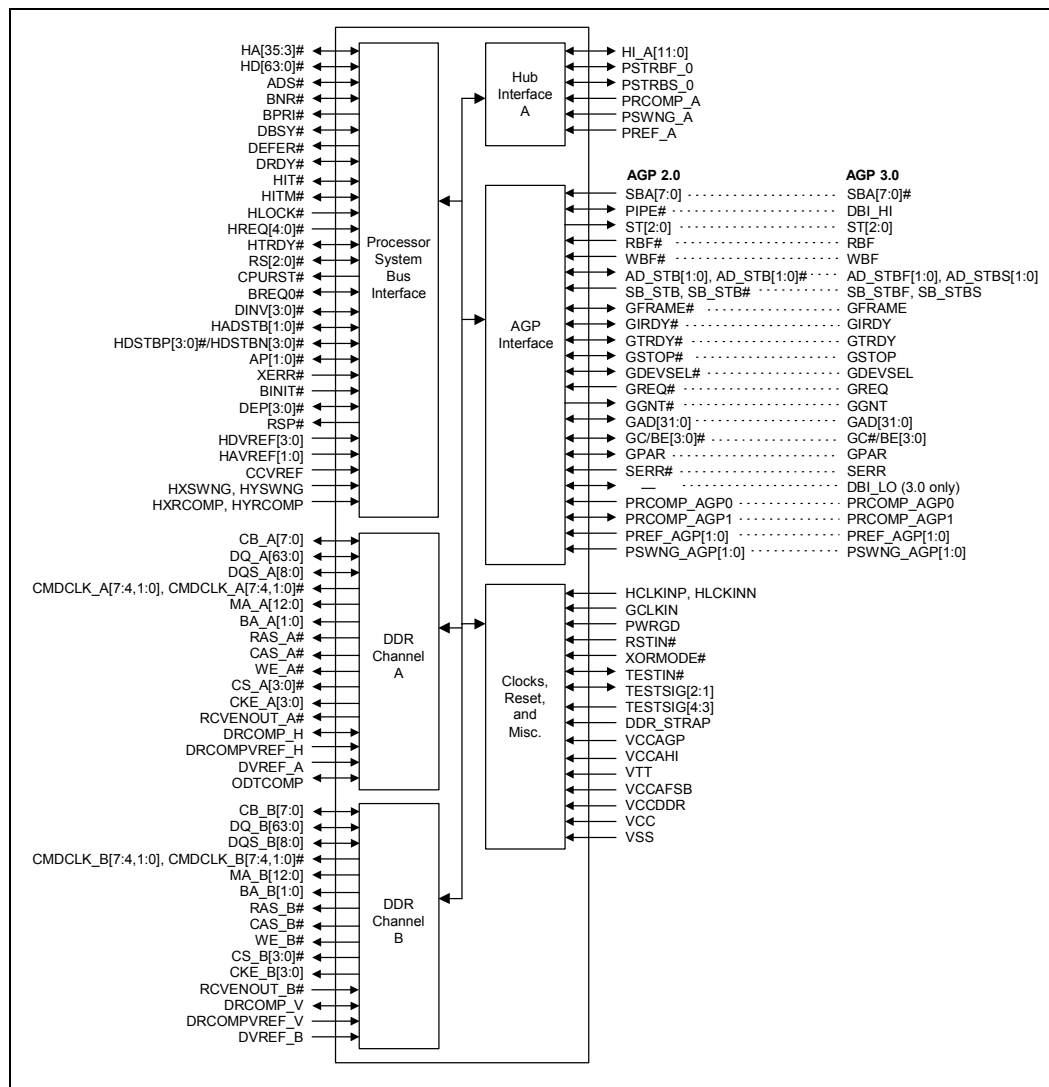 HA[35:3]#
HD[63:0]#
ADS#
BNR#
BPRI#
DBSY#
DEFER#
DRDY#
HIT#
HITM#
HLOCK#
HREQ[4:0]#
HTRDY#
RS[2:0]#
CPURST#
BREQ0#
DINV[3:0]#
HADSTB[1:0]#
HDSTBP[3:0]#/HDSTBN[3:0]#
AP[1:0]#
XERR#
BINIT#
DEP[3:0]#
RSP#
HDVREF[3:0]
HAVREF[1:0]
CCVREF
HXSWNG, HYSWNG
HXRCOMP, HYRCOMP
Processor
System
Bus
Interface
CB_A[7:0]
DQ_A[63:0]
DQS_A[8:0]
CMDCLK_A[7:4,1:0], CMDCLK_A[7:4,1:0]#
MA_A[12:0]
BA_A[1:0]
RAS_A#
CAS_A#
WE_A#
CS_A[3:0]#
CKE_A[3:0]
RCVENOUT_A#
DRCOMP_H
DRCOMPVREF_H
DVREF_A
ODTCOMP
DDR
Channel
A
CB_B[7:0]
DQ_B[63:0]
DQS_B[8:0]
CMDCLK_B[7:4,1:0], CMDCLK_B[7:4,1:0]#
MA_B[12:0]
BA_B[1:0]
RAS_B#
CAS_B#
WE_B#
CS_B[3:0]#
CKE_B[3:0]
RCVENOUT_B#
DRCOMP_V
DRCOMPVREF_V
DVREF_B
DDR
Channel
B
Hub
Interface
A
HI_A[11:0]
PSTRBF_0
PSTRBS_0
PRCOMP_A
PSWNG_A
PREF_A
AGP
Interface
AGP 2.0 AGP 3.0
SBA[7:0] SBA[7:0]#
PIPE# DBI_HI
ST[2:0] ST[2:0]
RBF# RBF
WBF# WBF
AD_STB[1:0], AD_STB[1:0]# AD_STBF[1:0], AD_STBS[1:0]
SB_STB, SB_STB# SB_STBF, SB_STBS
GFRAME# GFRAME
GIRDY# GIRDY
GTRDY# GTRDY
GSTOP# GSTOP
GDEVSEL# GDEVSEL
GREQ# GREQ
GGNT# GGNT
GAD[31:0] GAD[31:0]
GC/BE[3:0]# GC#/BE[3:0]
GPAR GPAR
SERR# SERR
— DBI_LO (3.0 only)
PRCOMP_AGP0 PRCOMP_AGP0
PRCOMP_AGP1 PRCOMP_AGP1
PREF_AGP[1:0] PREF_AGP[1:0]
PSWNG_AGP[1:0] PSWNG_AGP[1:0]
Clocks,
Reset,
and
Misc.
HCLKINP, HLCKINN
GCLKIN
PWRGD
RSTIN#
XORMODE#
TESTIN#
TESTSIG[2:1]
TESTSIG[4:3]
DDR_STRAP
VCCAGP
VCCAHI
VTT
VCCAFSB
VCCDDR
VCC
VSS